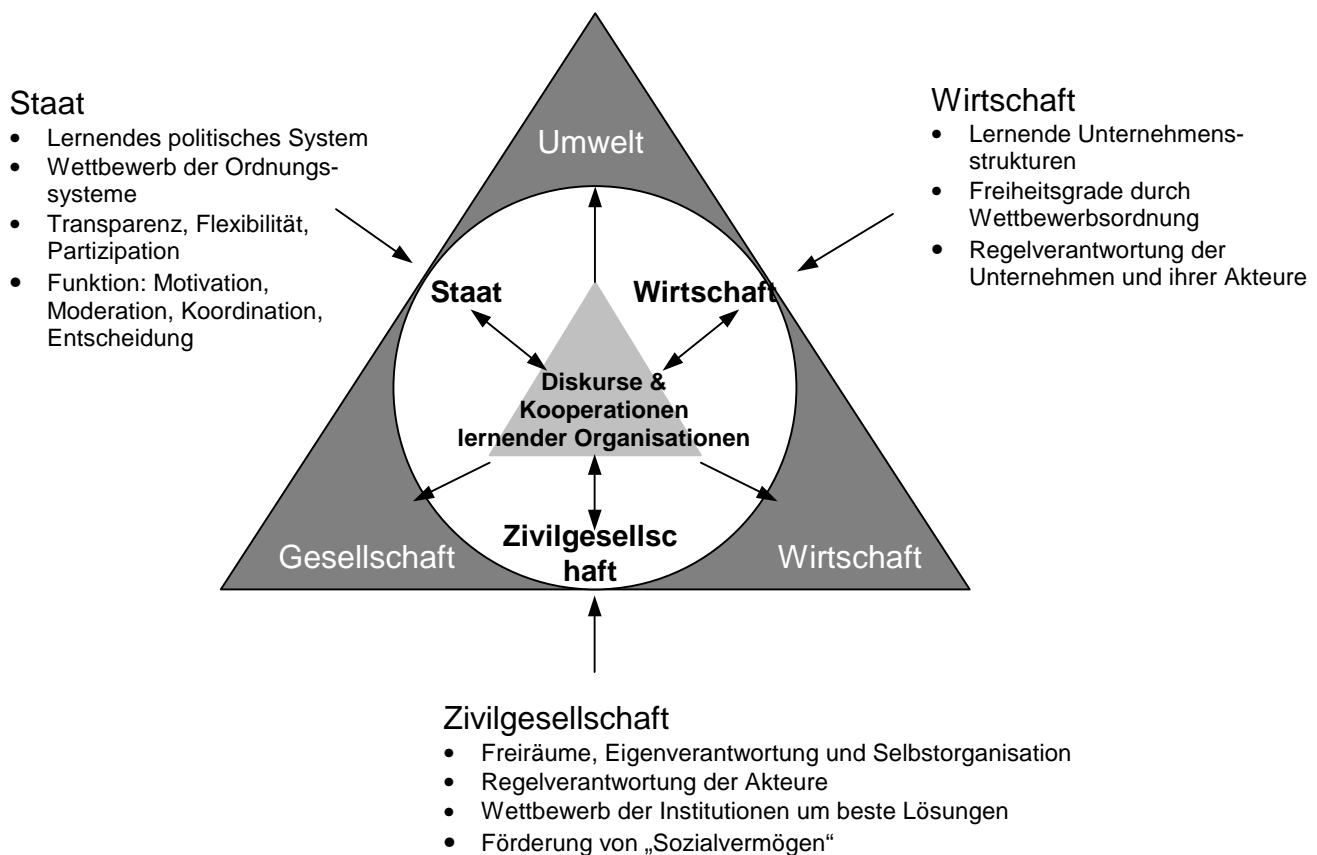 Staat
• Lernendes politisches System
• Wettbewerb der Ordnungs-
systeme
• Transparenz, Flexibilität,
Partizipation
• Funktion: Motivation,
Moderation, Koordination,
Entscheidung
Wirtschaft
• Lernende Unternehmens-
strukturen
• Freiheitsgrade durch
Wettbewerbsordnung
• Regelverantwortung der
Unternehmen und ihrer Akteure
Umwelt
Staat
Wirtschaft
Diskurse &
Kooperationen
lernender Organisationen
Zivilgesellsc
haft
Gesellschaft
Wirtschaft
Zivilgesellschaft
• Freiräume, Eigenverantwortung und Selbstorganisation
• Regelverantwortung der Akteure
• Wettbewerb der Institutionen um beste Lösungen
• Förderung von „Sozialvermögen“